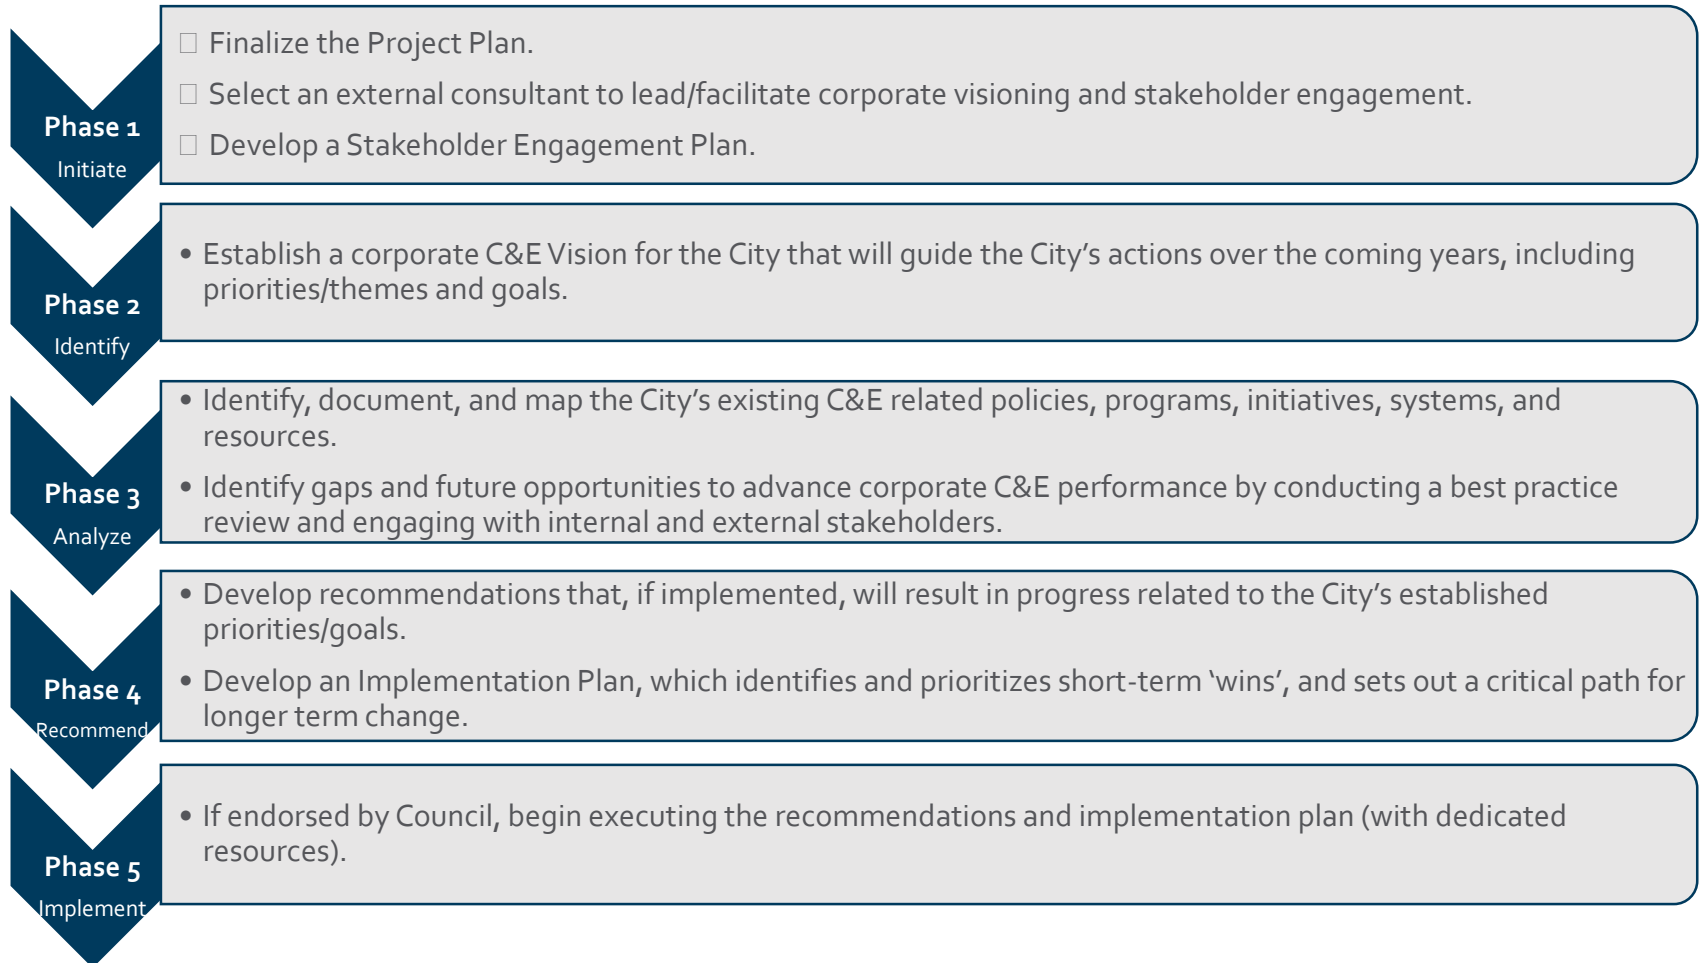 Phase 1
Initiate
□ Finalize the Project Plan.
□ Select an external consultant to lead/facilitate corporate visioning and stakeholder engagement.
□ Develop a Stakeholder Engagement Plan.
Phase 2
Identify
• Establish a corporate C&E Vision for the City that will guide the City’s actions over the coming years, including
priorities/themes and goals.
Phase 3
Analyze
• Identify, document, and map the City’s existing C&E related policies, programs, initiatives, systems, and
resources.
• Identify gaps and future opportunities to advance corporate C&E performance by conducting a best practice
review and engaging with internal and external stakeholders.
Phase 4
Recommend
• Develop recommendations that, if implemented, will result in progress related to the City’s established
priorities/goals.
• Develop an Implementation Plan, which identifies and prioritizes short-term ‘wins’, and sets out a critical path for
longer term change.
Phase 5
Implement
• If endorsed by Council, begin executing the recommendations and implementation plan (with dedicated
resources).